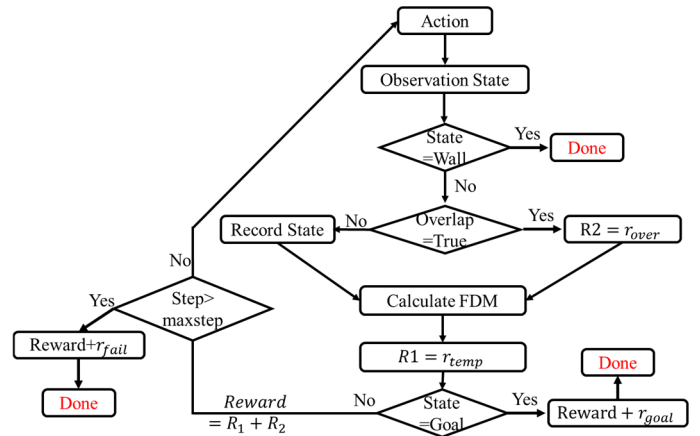 Action
Observation State
State
=Wall
Yes
Done
No
Record State
No
Overlap
=True
Yes
R2 = r_over
No
Calculate FDM
Step>
maxstep
Yes
Reward+r_fail
Done
R1 = r_temp
Done
Reward
= R_1 + R_2
No
State
=Goal
Yes
Reward + r_goal